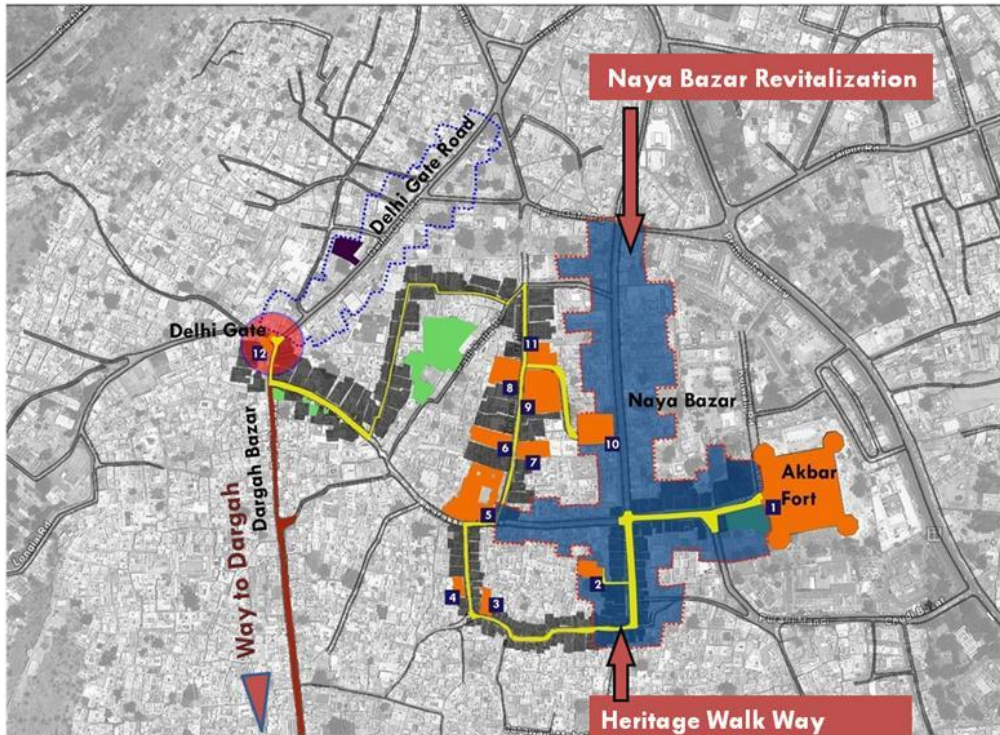 Naya Bazar Revitalization
Delhi Gate Road
Delhi Gate
12
11
8
9
Naya Bazar
10
6
7
Dargah Bazar
Akbar
Fort
1
5
2
4
3
Way to Dargah
Heritage Walk Way